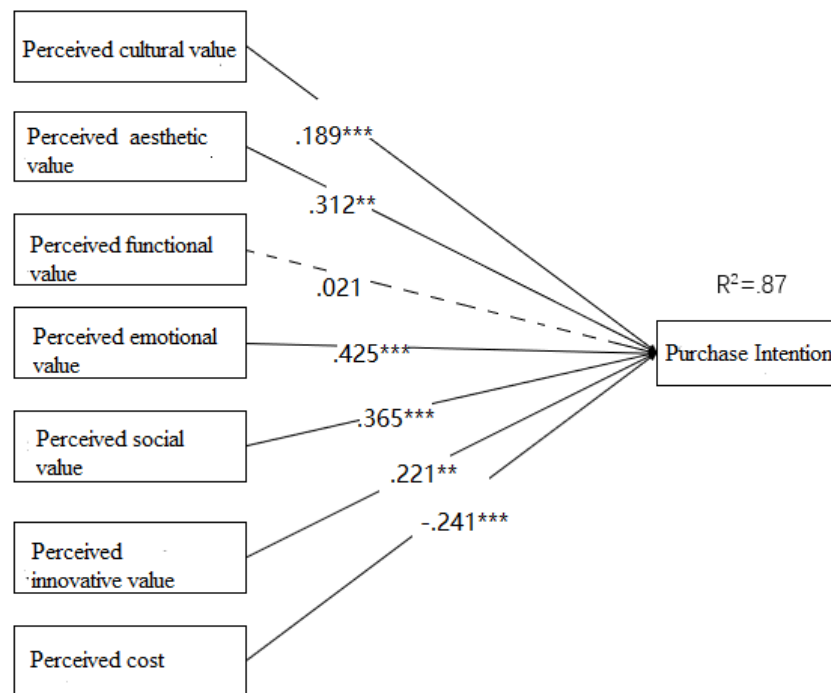 Perceived cultural value
.189***
Perceived aesthetic
value
.312**
Perceived functional
value
.021
R²=.87
Perceived emotional
value
.425***
Purchase Intention
Perceived social
value
.365***
.221**
-.241***
Perceived
innovative value
Perceived cost